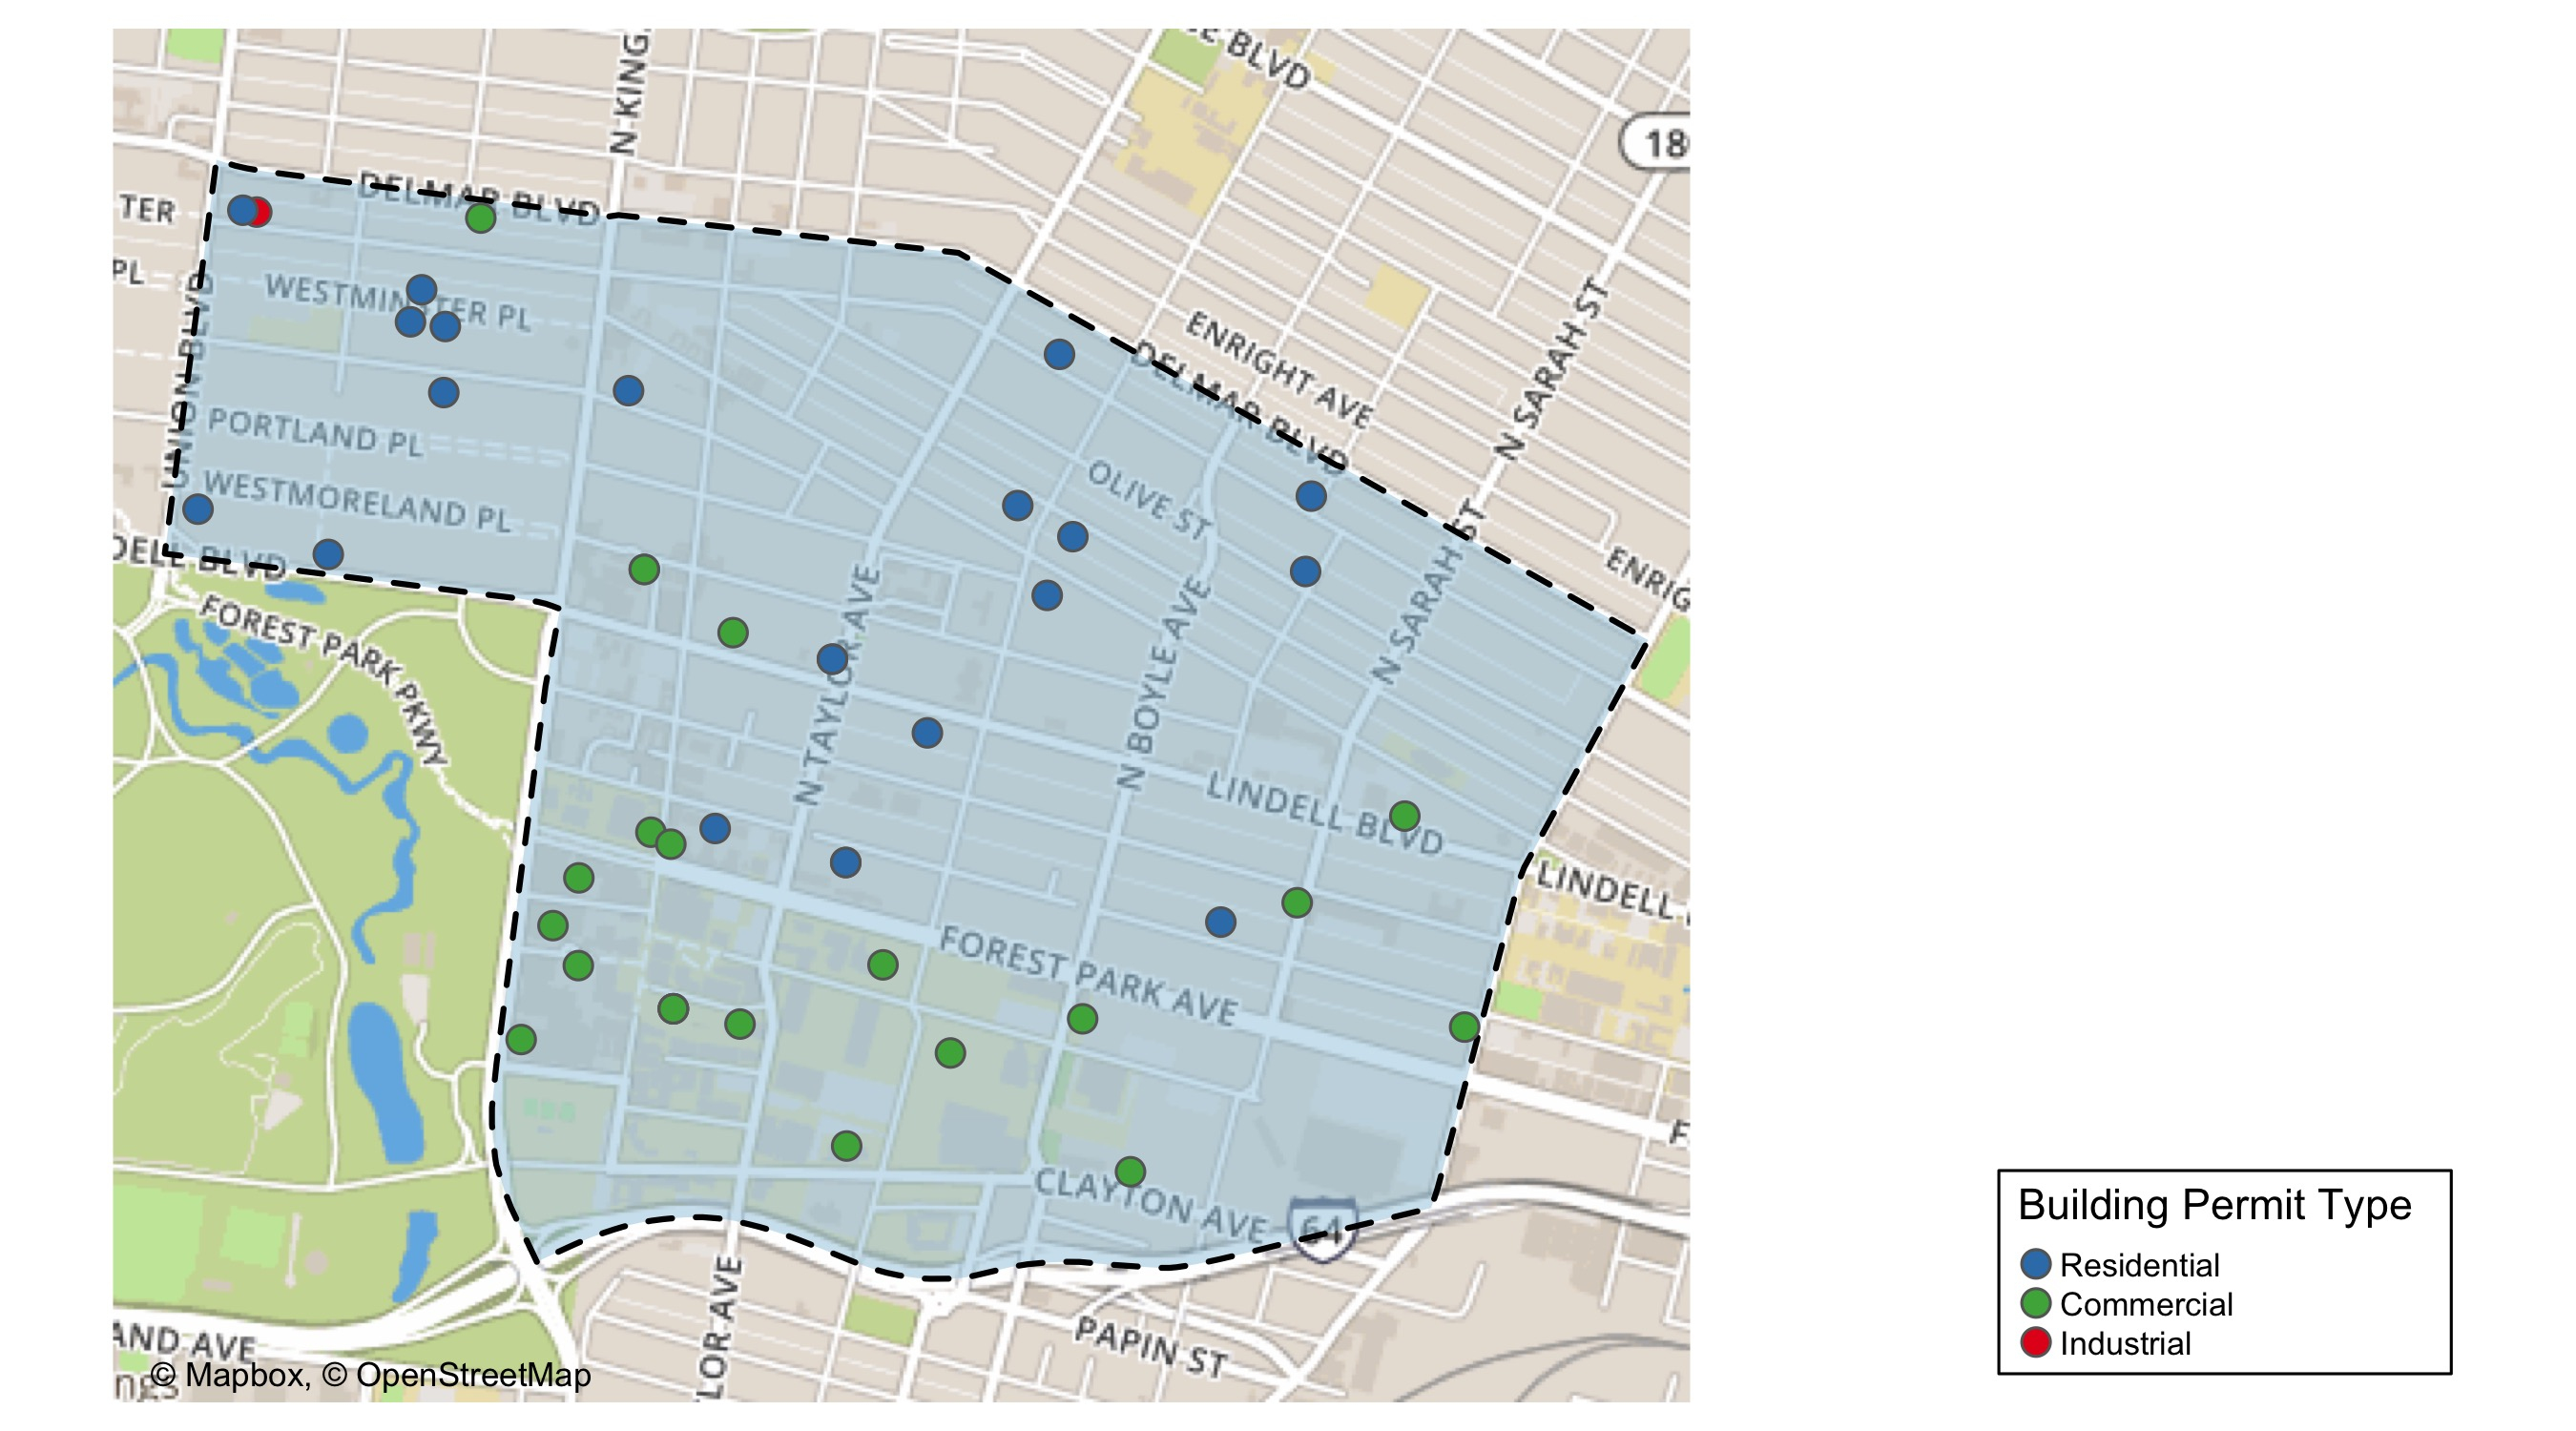 BLVD
N KING
18
DELMAR BLVD
TER
PL
WESTMINSTER PL
ENRIGHT AVE
DELMAR BLVD
N SARAH ST
UNION BLVD
PORTLAND PL
WESTMORELAND PL
OLIVE ST
N SARAH ST
DELL BLVD
ENRIG
FOREST PARK PKWY
N TAYLOR AVE
N BOYLE AVE
LINDELL BLVD
LINDELL
FOREST PARK AVE
F
CLAYTON AVE
64
LOR AVE
PAPIN ST
AND AVE
© Mapbox, © OpenStreetMap
Building Permit Type
Residential
Commercial
Industrial